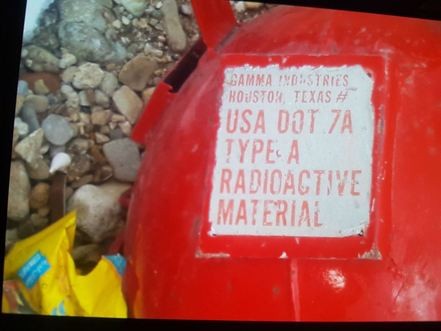 GAMMA INDUSTRIES
HOUSTON, TEXAS #
USA DOT 7A
TYPE A
RADIOACTIVE
MATERIAL